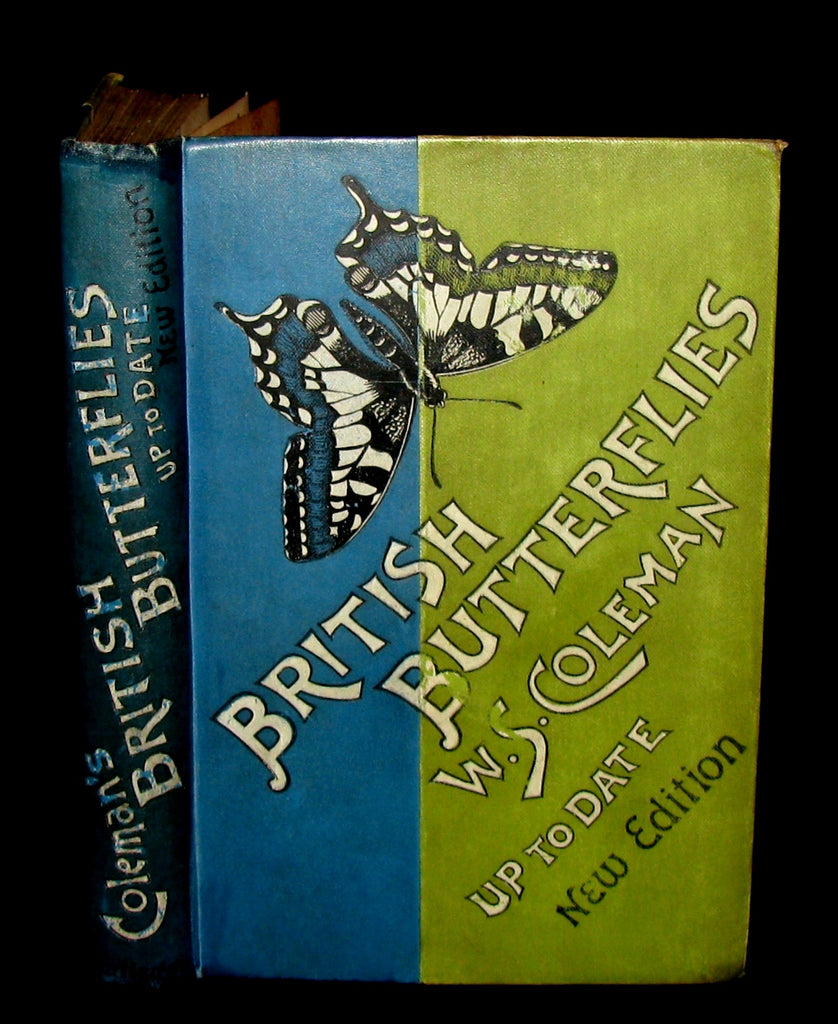 Coleman's
BRITISH
BUTTERFLIES
UP TO DATE
New Edition
BRITISH
BUTTERFLIES
W. S. COLEMAN
UP TO DATE
New Edition